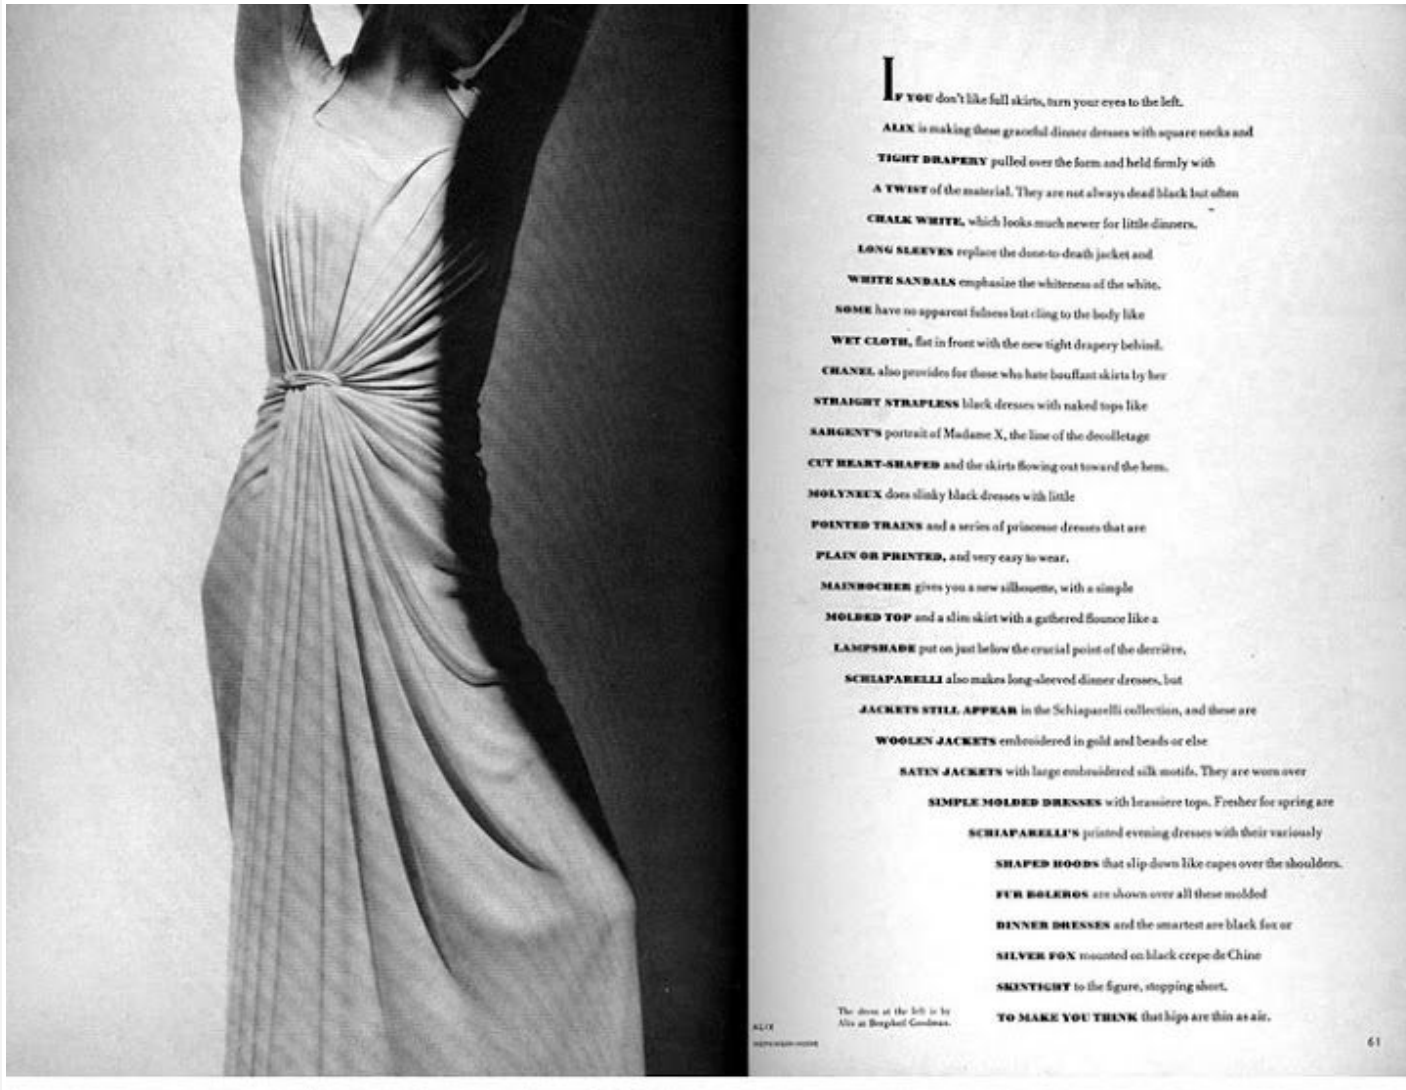 IF YOU don't like full skirts, turn your eyes to the left.
ALIX is making these graceful dinner dresses with square necks and
TIGHT DRAPERY pulled over the form and held firmly with
A TWIST of the material. They are not always dead black but often
CHALK WHITE, which looks much newer for little dinners.
LONG SLEEVES replace the done-to-death jacket and
WHITE SANDALS emphasize the whiteness of the white.
SOME have no apparent fulness but cling to the body like
WET CLOTH, flat in front with the new tight drapery behind.
CHANEL also provides for those who hate bouffant skirts by her
STRAIGHT STRAPLESS black dresses with naked tops like
SARGENT'S portrait of Madame X, the line of the decolletage
CUT HEART-SHAPED and the skirts flowing out toward the hem.
MOLYNEUX does slinky black dresses with little
POINTED TRAINS and a series of princesse dresses that are
PLAIN OR PRINTED, and very easy to wear.
MAINBOCHER gives you a new silhouette, with a simple
MOLDED TOP and a slim skirt with a gathered flounce like a
LAMPSHADE put on just below the crucial point of the derrière.
SCHIAPARELLI also makes long-sleeved dinner dresses, but
JACKETS STILL APPEAR in the Schiaparelli collection, and these are
WOOLEN JACKETS embroidered in gold and beads or else
SATIN JACKETS with large embroidered silk motifs. They are worn over
SIMPLE MOLDED DRESSES with brassiere tops. Fresher for spring are
SCHIAPARELLI'S printed evening dresses with their variously
SHAPED HOODS that slip down like capes over the shoulders.
FUR BOLEROS are shown over all these molded
DINNER DRESSES and the smartest are black fox or
SILVER FOX mounted on black crepe de Chine
SKINTIGHT to the figure, stopping short,
TO MAKE YOU THINK that hips are thin as air.
The dress at the left is by
Alix at Bergdorf Goodman.
ALIX
61